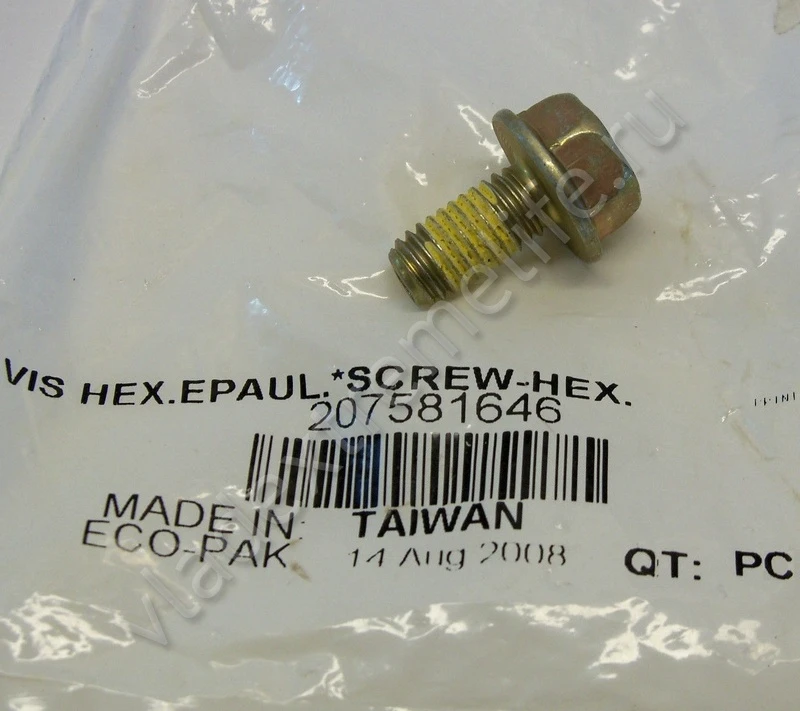 VIS HEX.EPAUL.*SCREW-HEX.
207581646
MADE IN TAIWAN
ECO-PAK 14 Aug 2008
QT: PC